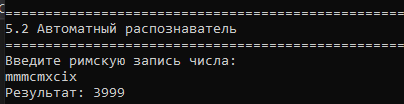 ==================================================
5.2 Автоматный распознаватель
==================================================
Введите римскую запись числа:
mmmcmxcix
Результат: 3999